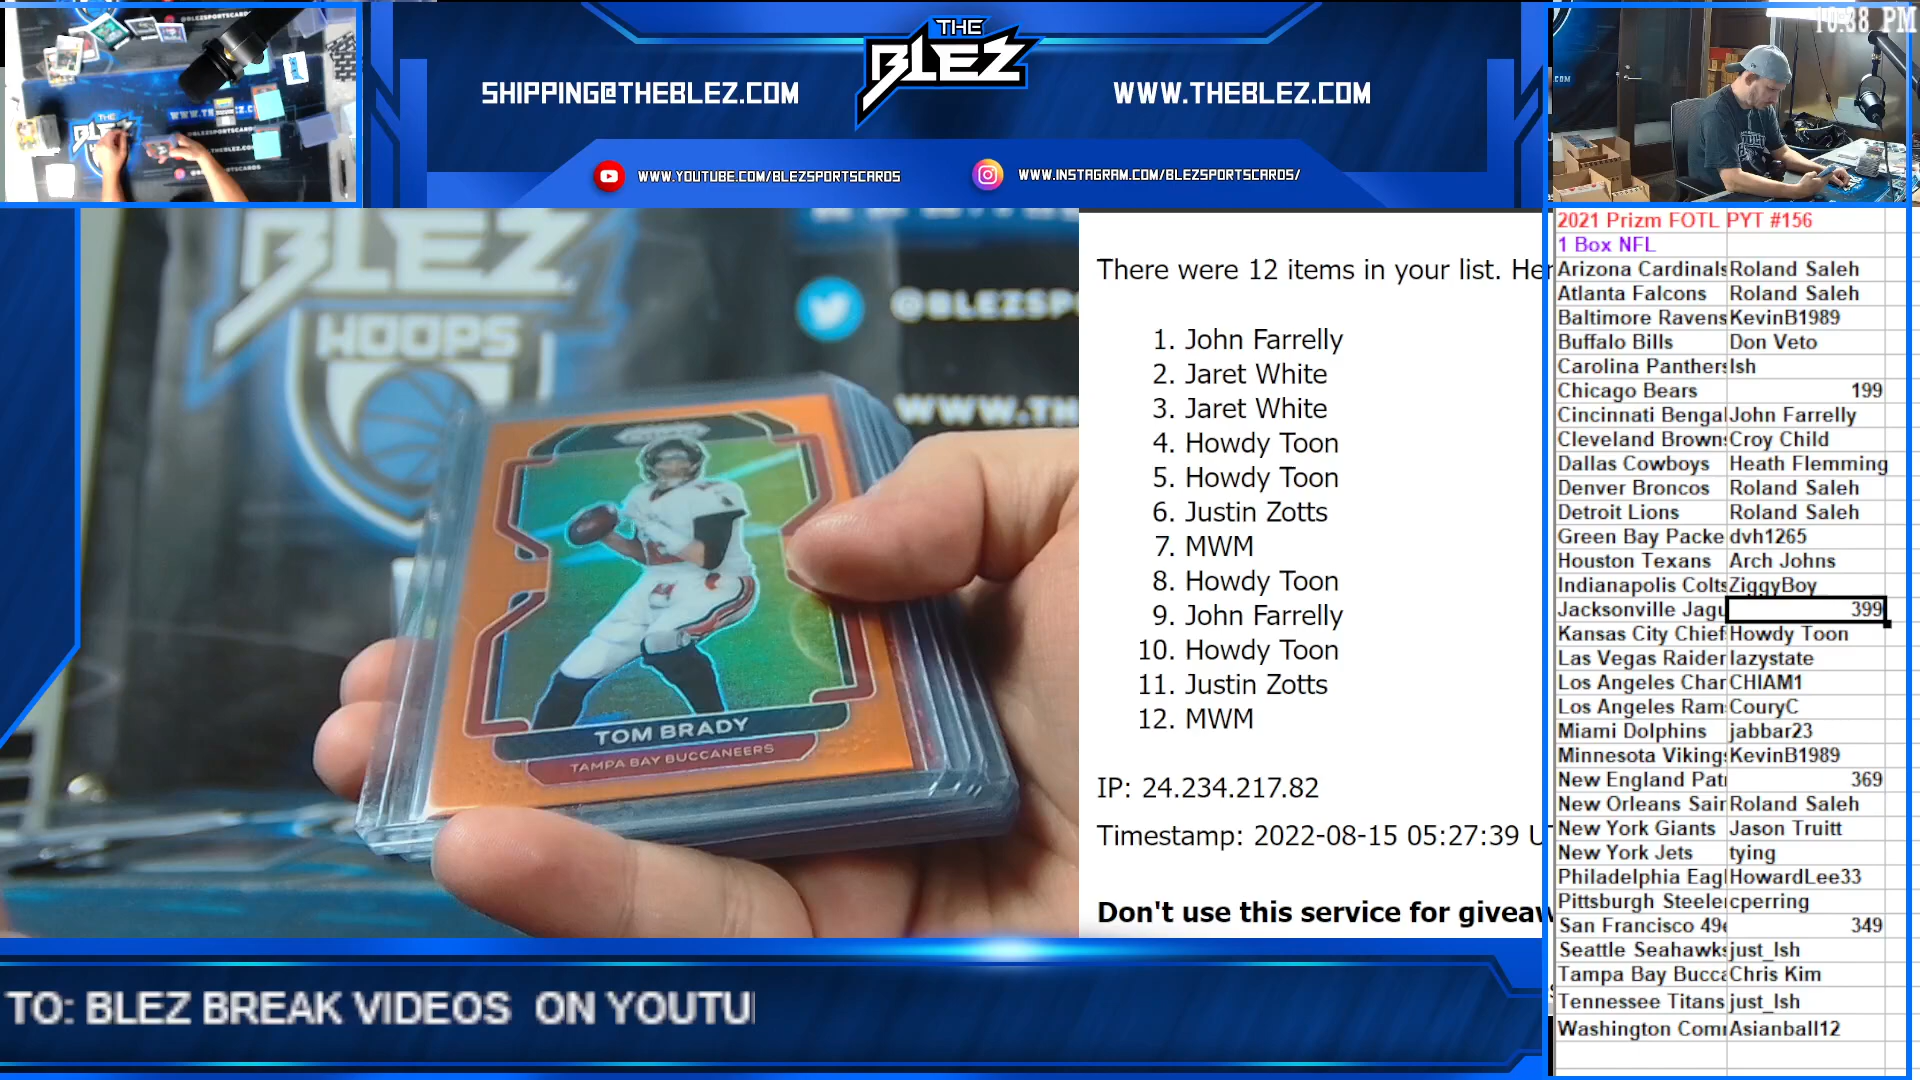 THE
BLEZ
SHIPPING@THEBLEZ.COM
WWW.THEBLEZ.COM
WWW.YOUTUBE.COM/BLEZSPORTSCARDS
WWW.INSTAGRAM.COM/BLEZSPORTSCARDS/
10:38 PM
BLEZ
HOOPS
@BLEZSP
WWW.TH
TOM BRADY
TAMPA BAY BUCCANEERS
There were 12 items in your list. Her
1. John Farrelly
2. Jaret White
3. Jaret White
4. Howdy Toon
5. Howdy Toon
6. Justin Zotts
7. MWM
8. Howdy Toon
9. John Farrelly
10. Howdy Toon
11. Justin Zotts
12. MWM
IP: 24.234.217.82
Timestamp: 2022-08-15 05:27:39 UT
Don't use this service for giveaw
2021 Prizm FOTL PYT #156
1 Box NFL
Arizona Cardinals Roland Saleh
Atlanta Falcons Roland Saleh
Baltimore Ravens KevinB1989
Buffalo Bills Don Veto
Carolina Panthers Ish
Chicago Bears 199
Cincinnati Bengal John Farrelly
Cleveland Browns Croy Child
Dallas Cowboys Heath Flemming
Denver Broncos Roland Saleh
Detroit Lions Roland Saleh
Green Bay Packe dvh1265
Houston Texans Arch Johns
Indianapolis Colts ZiggyBoy
Jacksonville Jagu 399
Kansas City Chief Howdy Toon
Las Vegas Raider lazystate
Los Angeles Char CHIAM1
Los Angeles Ram CouryC
Miami Dolphins jabbar23
Minnesota Viking KevinB1989
New England Patr 369
New Orleans Sain Roland Saleh
New York Giants Jason Truitt
New York Jets tying
Philadelphia Eagl HowardLee33
Pittsburgh Steeler cperring
San Francisco 49e 349
Seattle Seahawks just_Ish
Tampa Bay Bucca Chris Kim
Tennessee Titans just_Ish
Washington Comm Asianball12
TO: BLEZ BREAK VIDEOS ON YOUTU